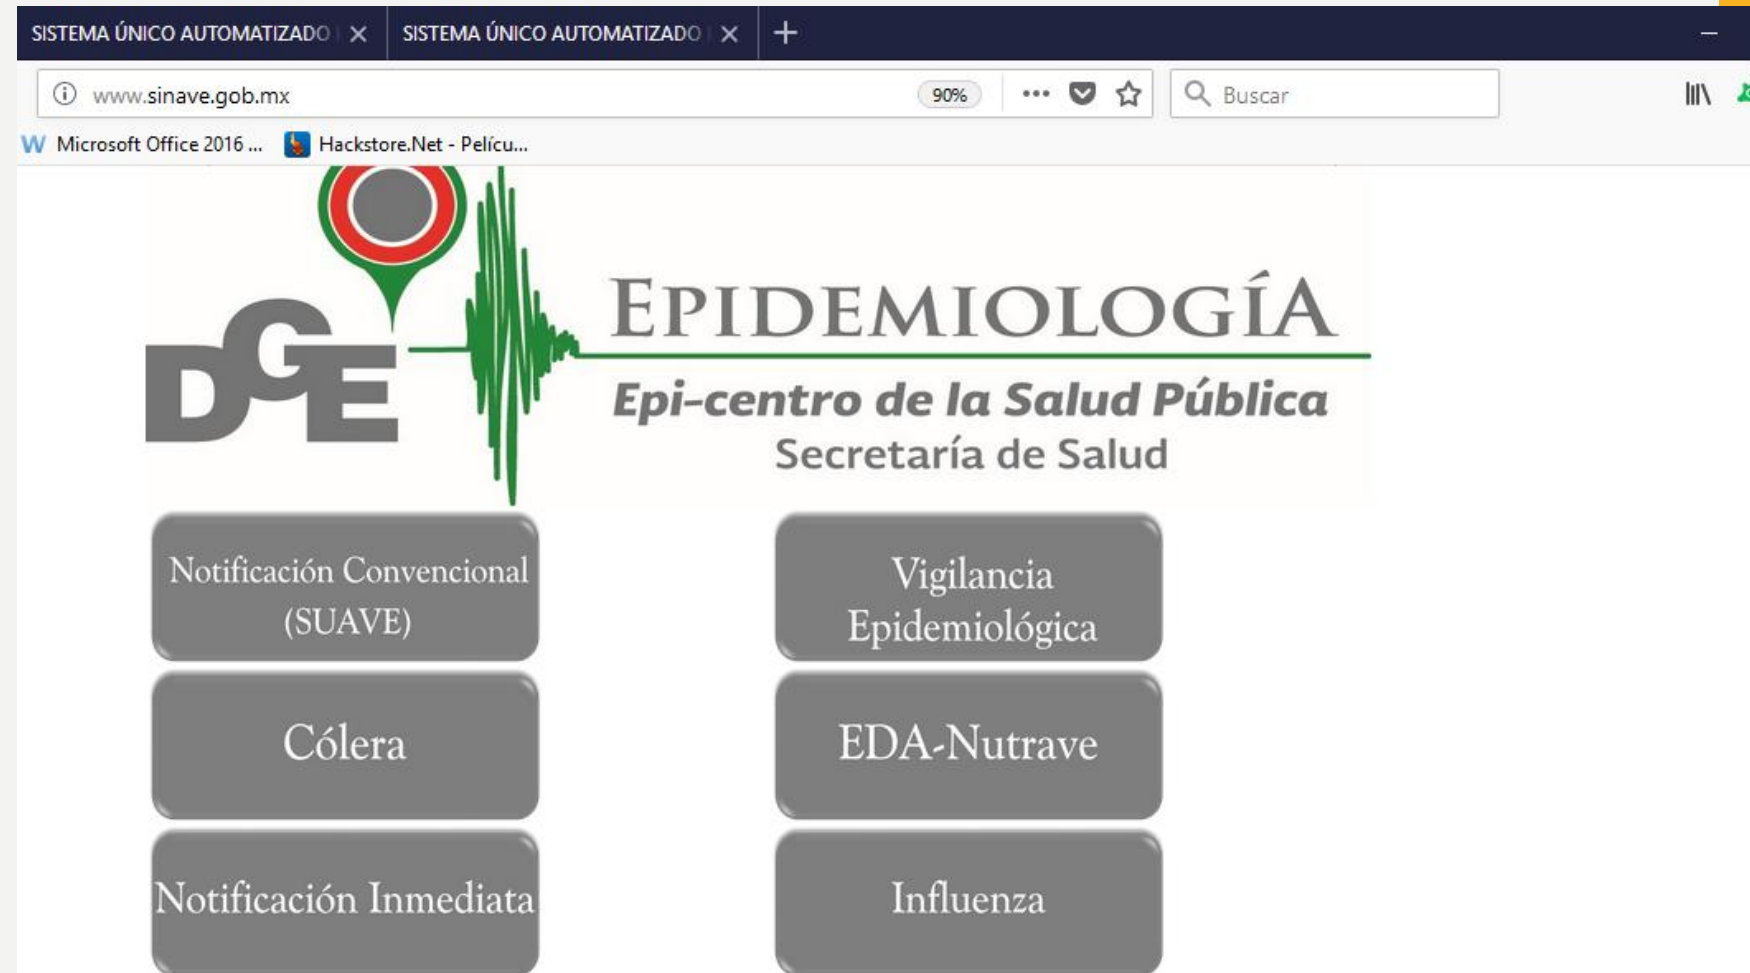 SISTEMA ÚNICO AUTOMATIZADO
SISTEMA ÚNICO AUTOMATIZADO
www.sinave.gob.mx
90%
Buscar
Microsoft Office 2016 ...
Hackstore.Net - Pelícu...
DGE
EPIDEMIOLOGÍA
Epi-centro de la Salud Pública
Secretaría de Salud
Notificación Convencional
(SUAVE)
Vigilancia
Epidemiológica
Cólera
EDA-Nutrave
Notificación Inmediata
Influenza